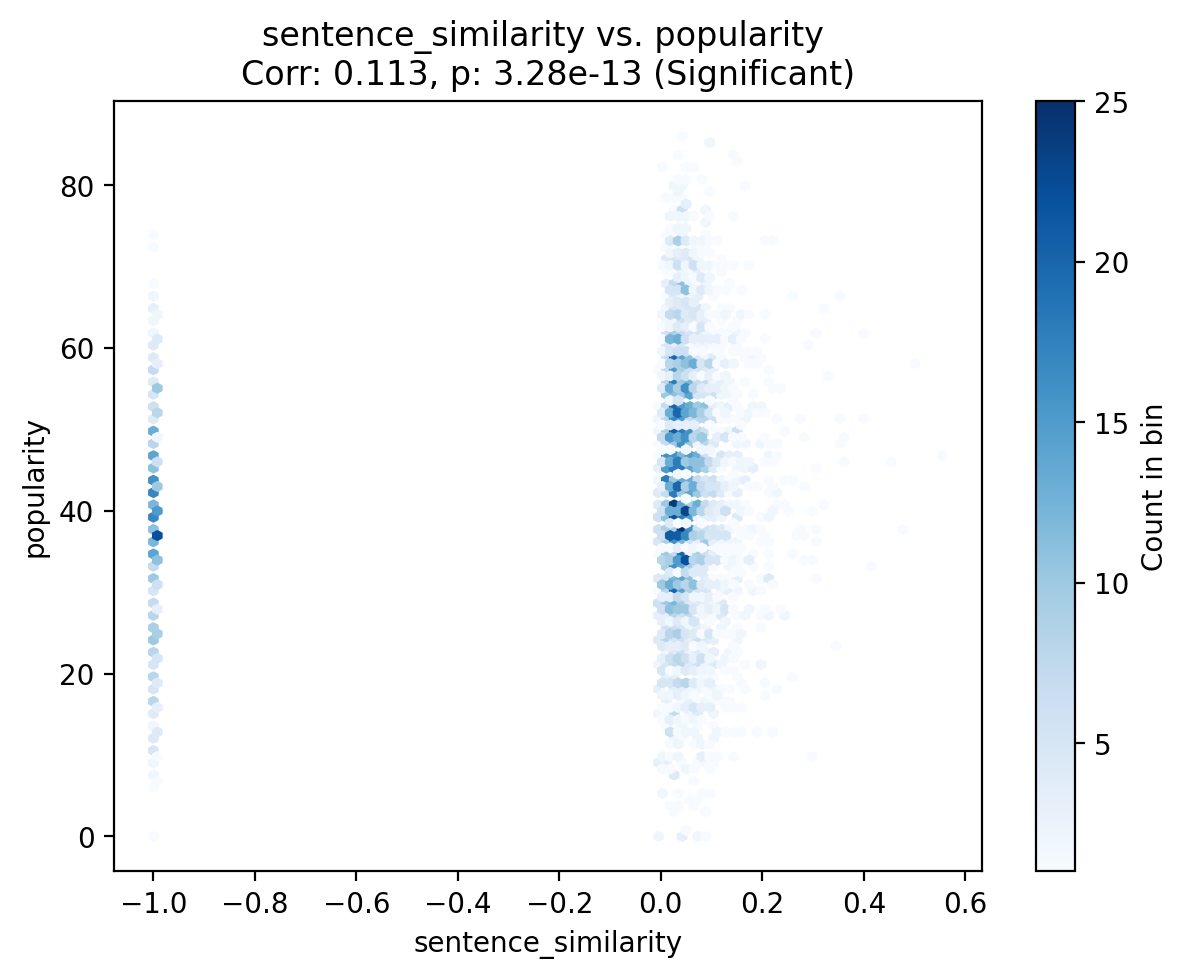 sentence_similarity vs. popularity
Corr: 0.113, p: 3.28e-13 (Significant)
popularity
80
60
40
20
0
−1.0 −0.8 −0.6 −0.4 −0.2 0.0 0.2 0.4 0.6
sentence_similarity
25
20
15
10
5
Count in bin